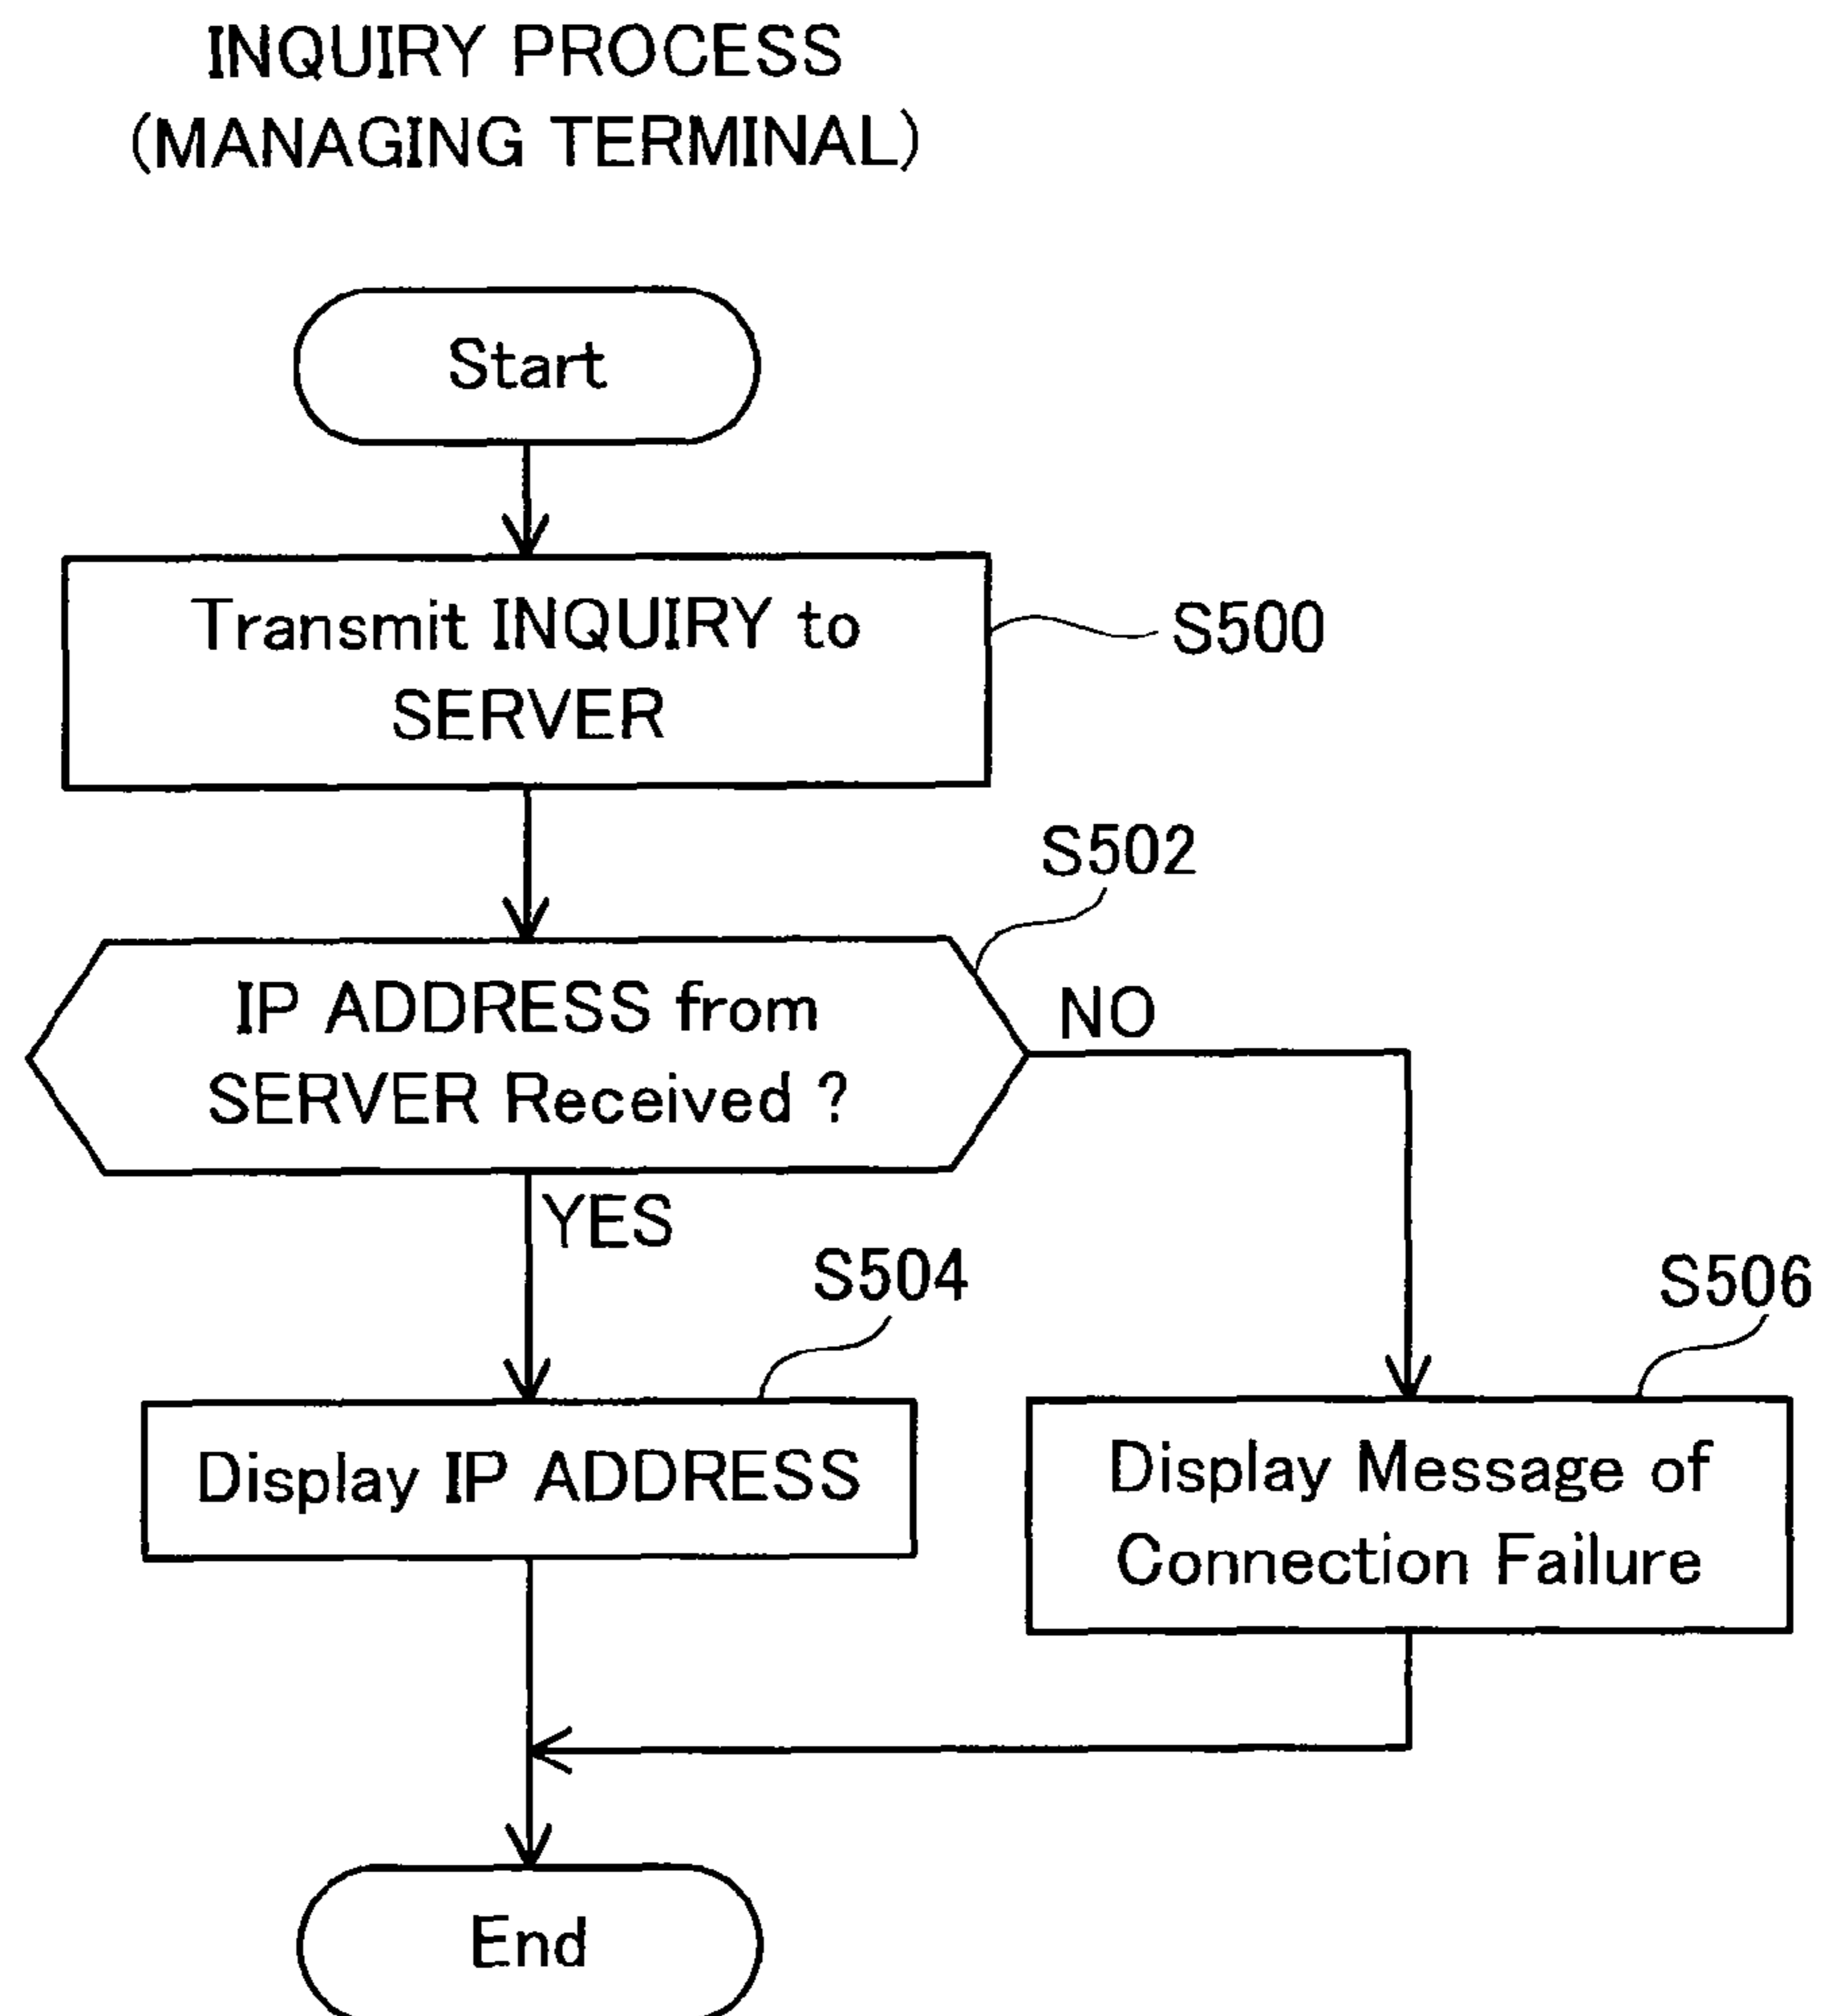 INQUIRY PROCESS
(MANAGING TERMINAL)
Start
Transmit INQUIRY to
SERVER
S500
S502
IP ADDRESS from
SERVER Received ?
NO
YES
S504
S506
Display IP ADDRESS
Display Message of
Connection Failure
End